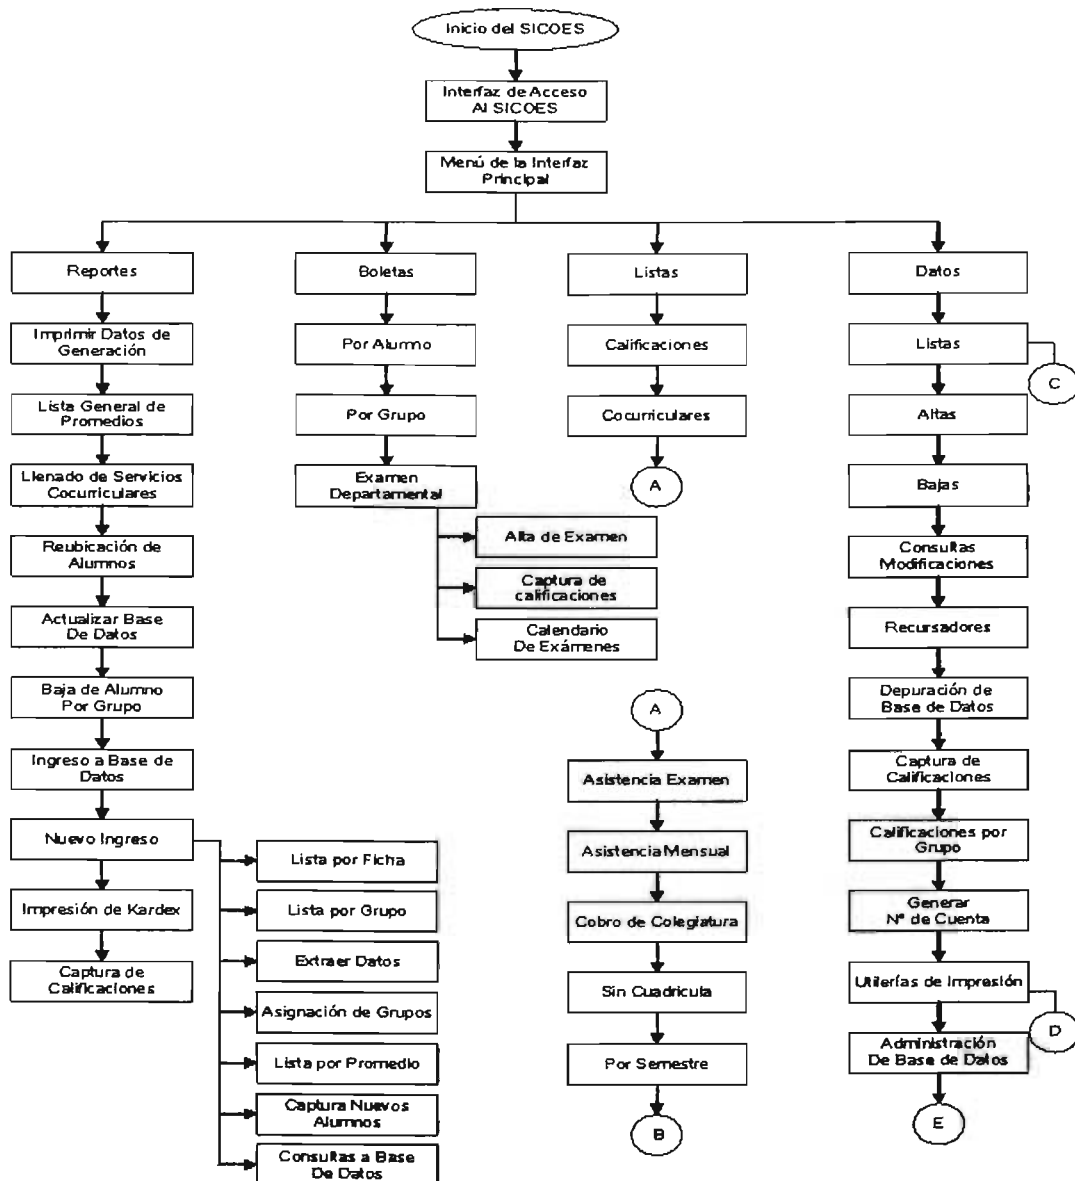 Inicio del SICOES
Interfaz de Acceso
Al SICOES
Menú de la Interfaz
Principal
Reportes
Imprimir Datos de
Generación
Lista General de
Promedios
Llenado de Servicios
Cocurriculares
Reubicación de
Alumnos
Actualizar Base
De Datos
Baja de Alumno
Por Grupo
Ingreso a Base de
Datos
Nuevo Ingreso
Impresión de Kardex
Captura de
Calificaciones
Lista por Ficha
Lista por Grupo
Extraer Datos
Asignación de Grupos
Lista por Promedio
Captura Nuevos
Alumnos
Consultas a Base
De Datos
Boletas
Por Alumno
Por Grupo
Examen
Departamental
Alta de Examen
Captura de
calificaciones
Calendario
De Exámenes
Listas
Calificaciones
Cocurriculares
A
A
Asistencia Examen
Asistencia Mensual
Cobro de Colegiatura
Sin Cuadricula
Por Semestre
B
Datos
Listas
C
Altas
Bajas
Consultas
Modificaciones
Recursadores
Depuración de
Base de Datos
Captura de
Calificaciones
Calificaciones por
Grupo
Generar
N° de Cuenta
Utilerías de Impresión
D
Administración
De Base de Datos
E